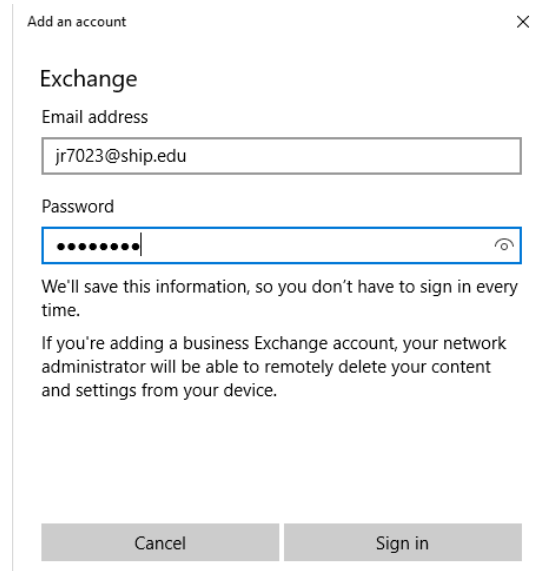 Add an account
Exchange
Email address
jr7023@ship.edu
Password
●●●●●●●●
We'll save this information, so you don't have to sign in every
time.
If you're adding a business Exchange account, your network
administrator will be able to remotely delete your content
and settings from your device.
Cancel Sign in